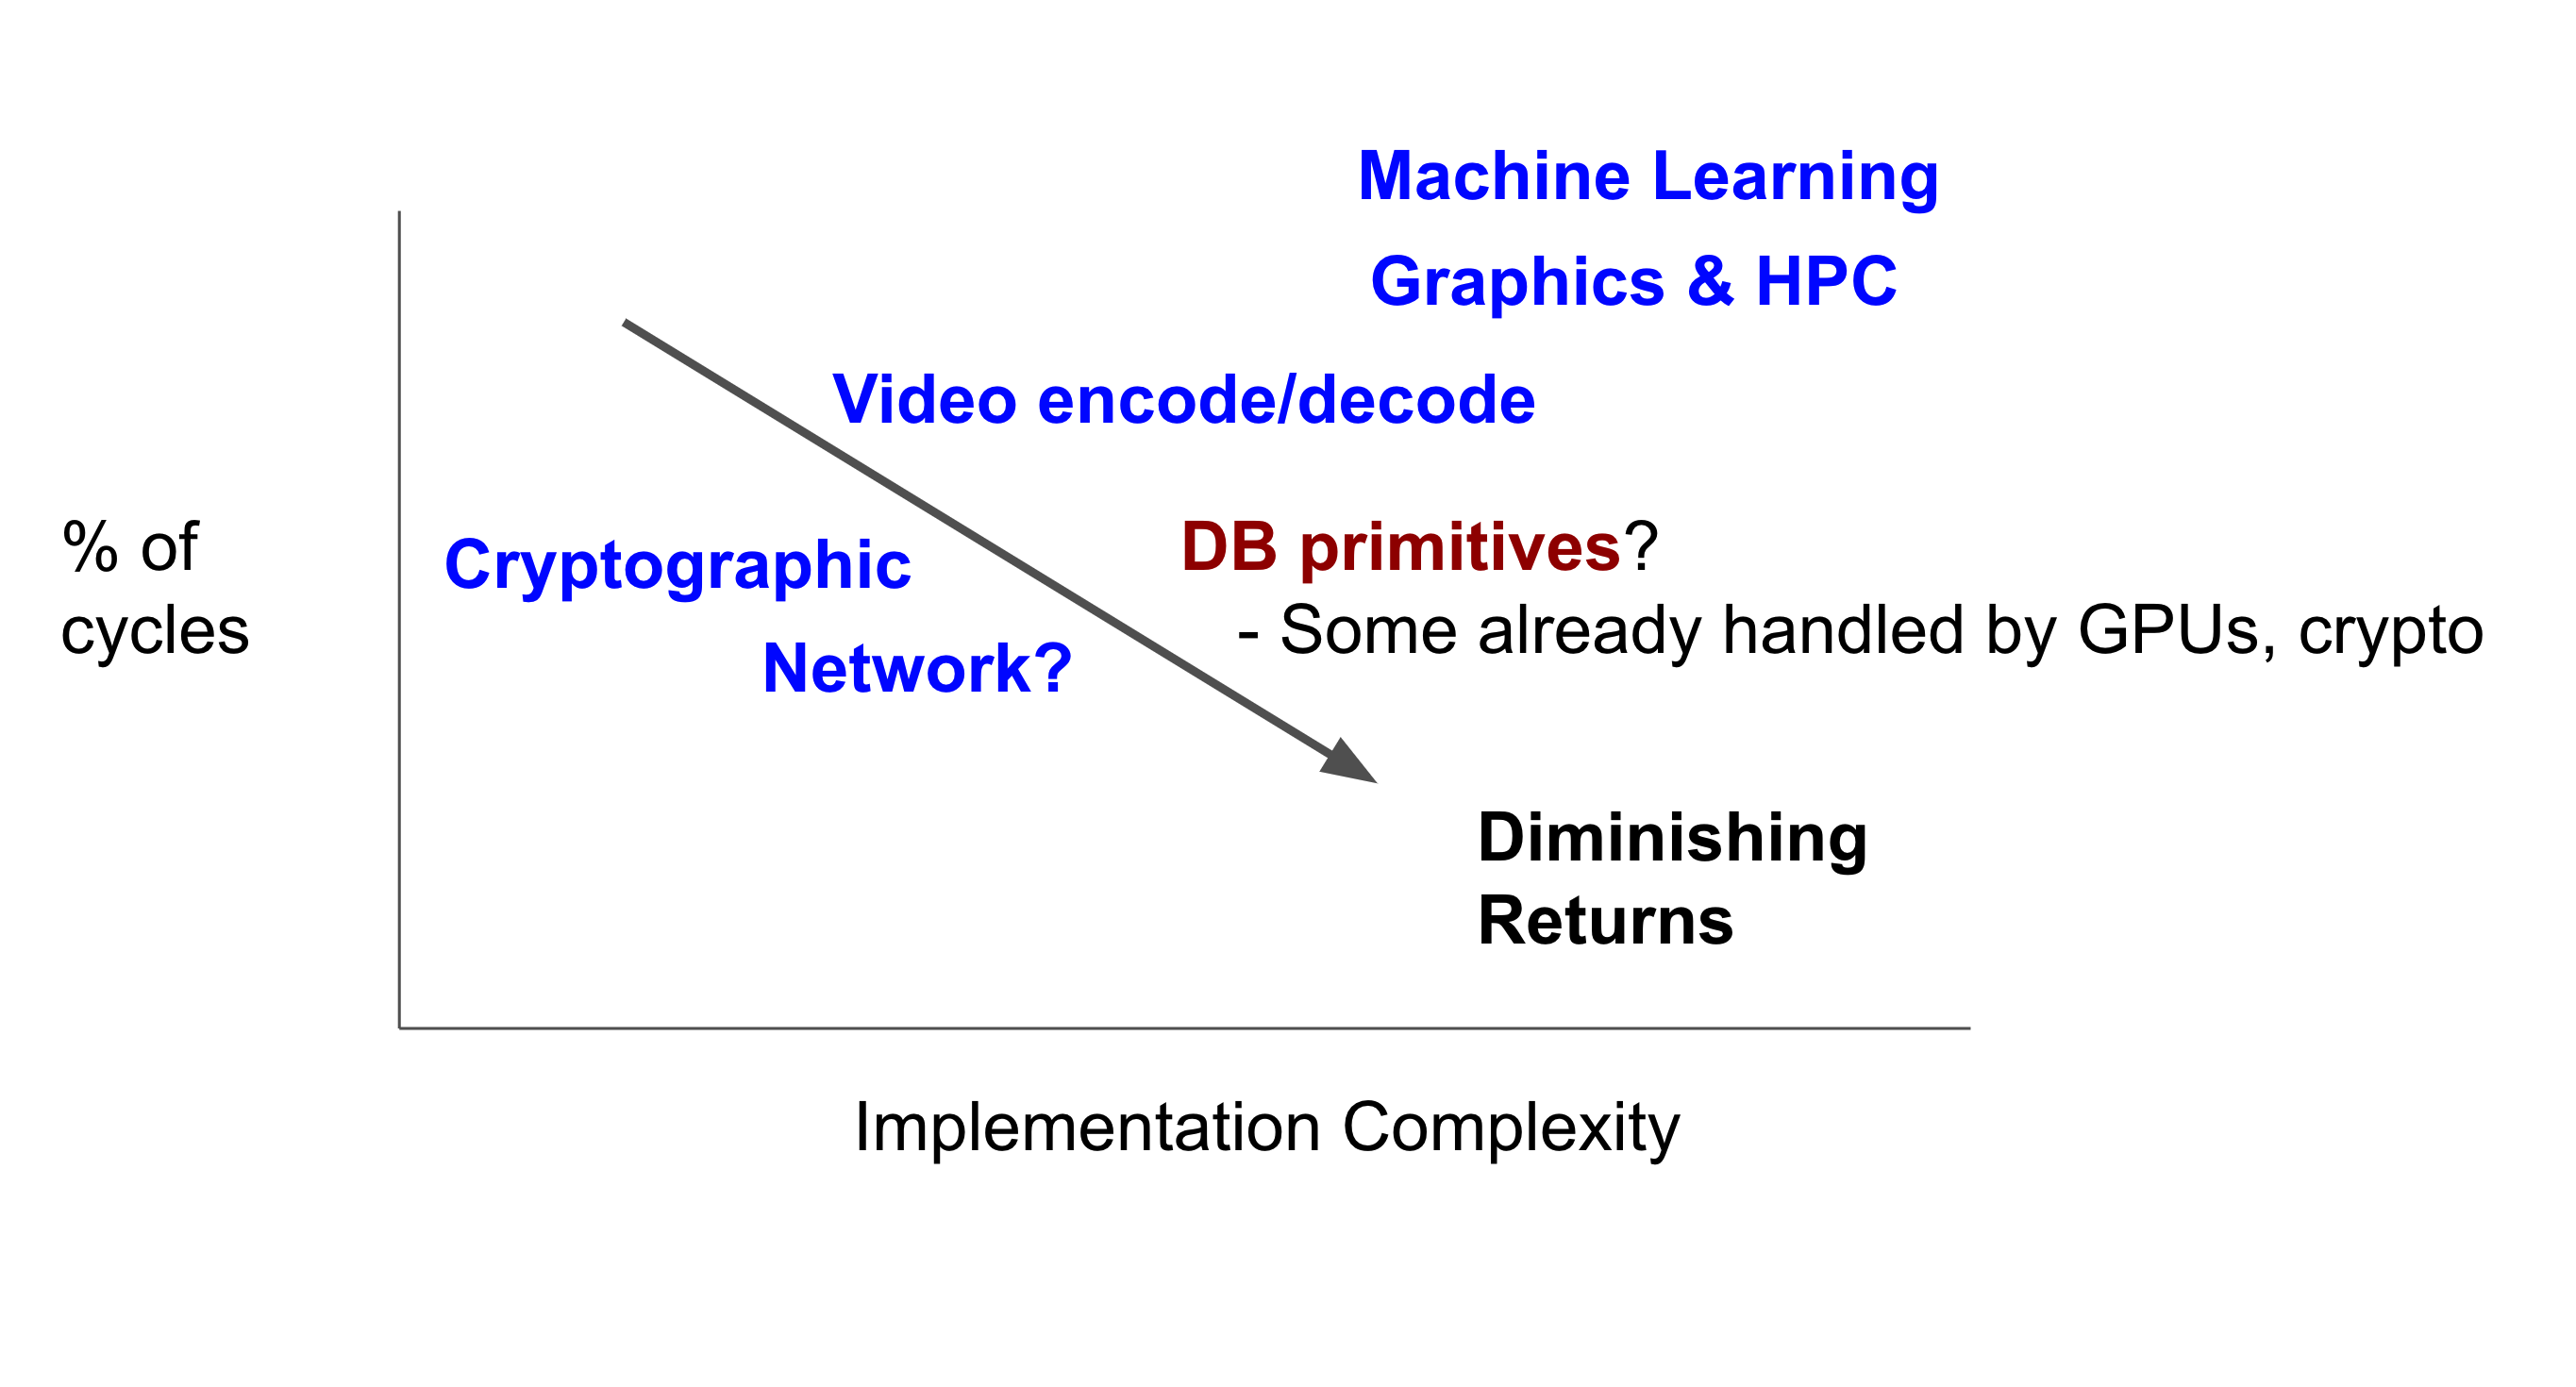 Machine Learning
Graphics & HPC
Video encode/decode
% of
cycles
Cryptographic
Network?
DB primitives?
- Some already handled by GPUs, crypto
Diminishing
Returns
Implementation Complexity